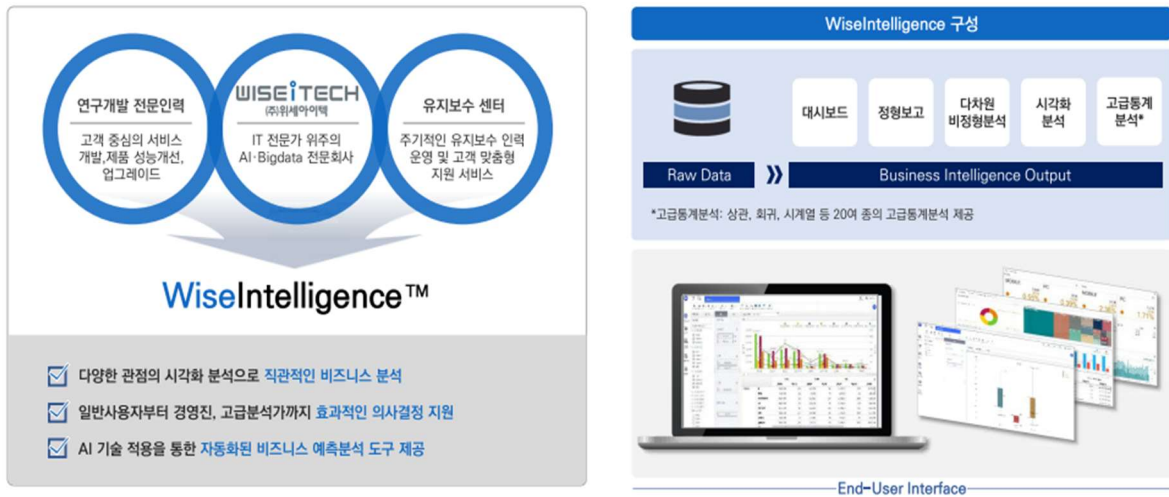 연구개발 전문인력
고객 중심의 서비스
개발,제품 성능개선,
업그레이드
WISEiTECH
(주)위세아이텍
IT 전문가 위주의
AI·Bigdata 전문회사
유지보수 센터
주기적인 유지보수 인력
운영 및 고객 맞춤형
지원 서비스
WiseIntelligence™
다양한 관점의 시각화 분석으로 직관적인 비즈니스 분석
일반사용자부터 경영진, 고급분석가까지 효과적인 의사결정 지원
AI 기술 적용을 통한 자동화된 비즈니스 예측분석 도구 제공
WiseIntelligence 구성
대시보드
정형보고
다차원
비정형분석
시각화
분석
고급통계
분석*
Raw Data
Business Intelligence Output
*고급통계분석: 상관, 회귀, 시계열 등 20여 종의 고급통계분석 제공
End-User Interface